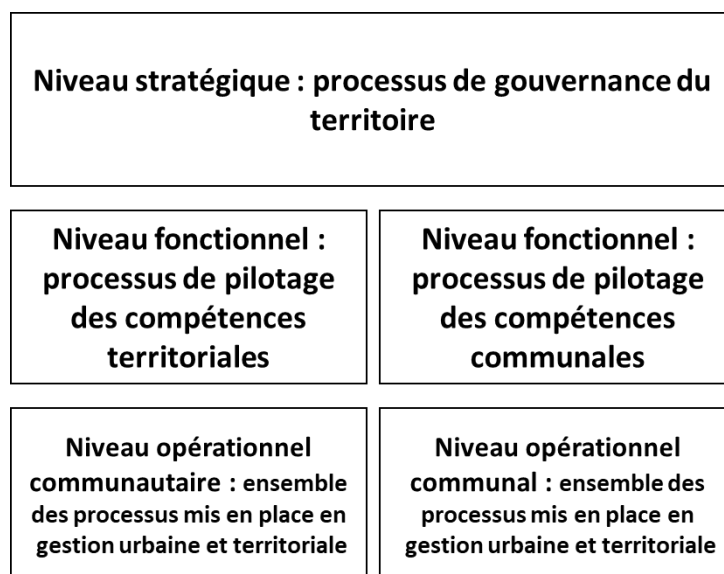 Niveau stratégique : processus de gouvernance du
territoire
Niveau fonctionnel :
processus de pilotage
des compétences
territoriales
Niveau fonctionnel :
processus de pilotage
des compétences
communales
Niveau opérationnel
communautaire : ensemble
des processus mis en place en
gestion urbaine et territoriale
Niveau opérationnel
communal : ensemble des
processus mis en place en
gestion urbaine et territoriale